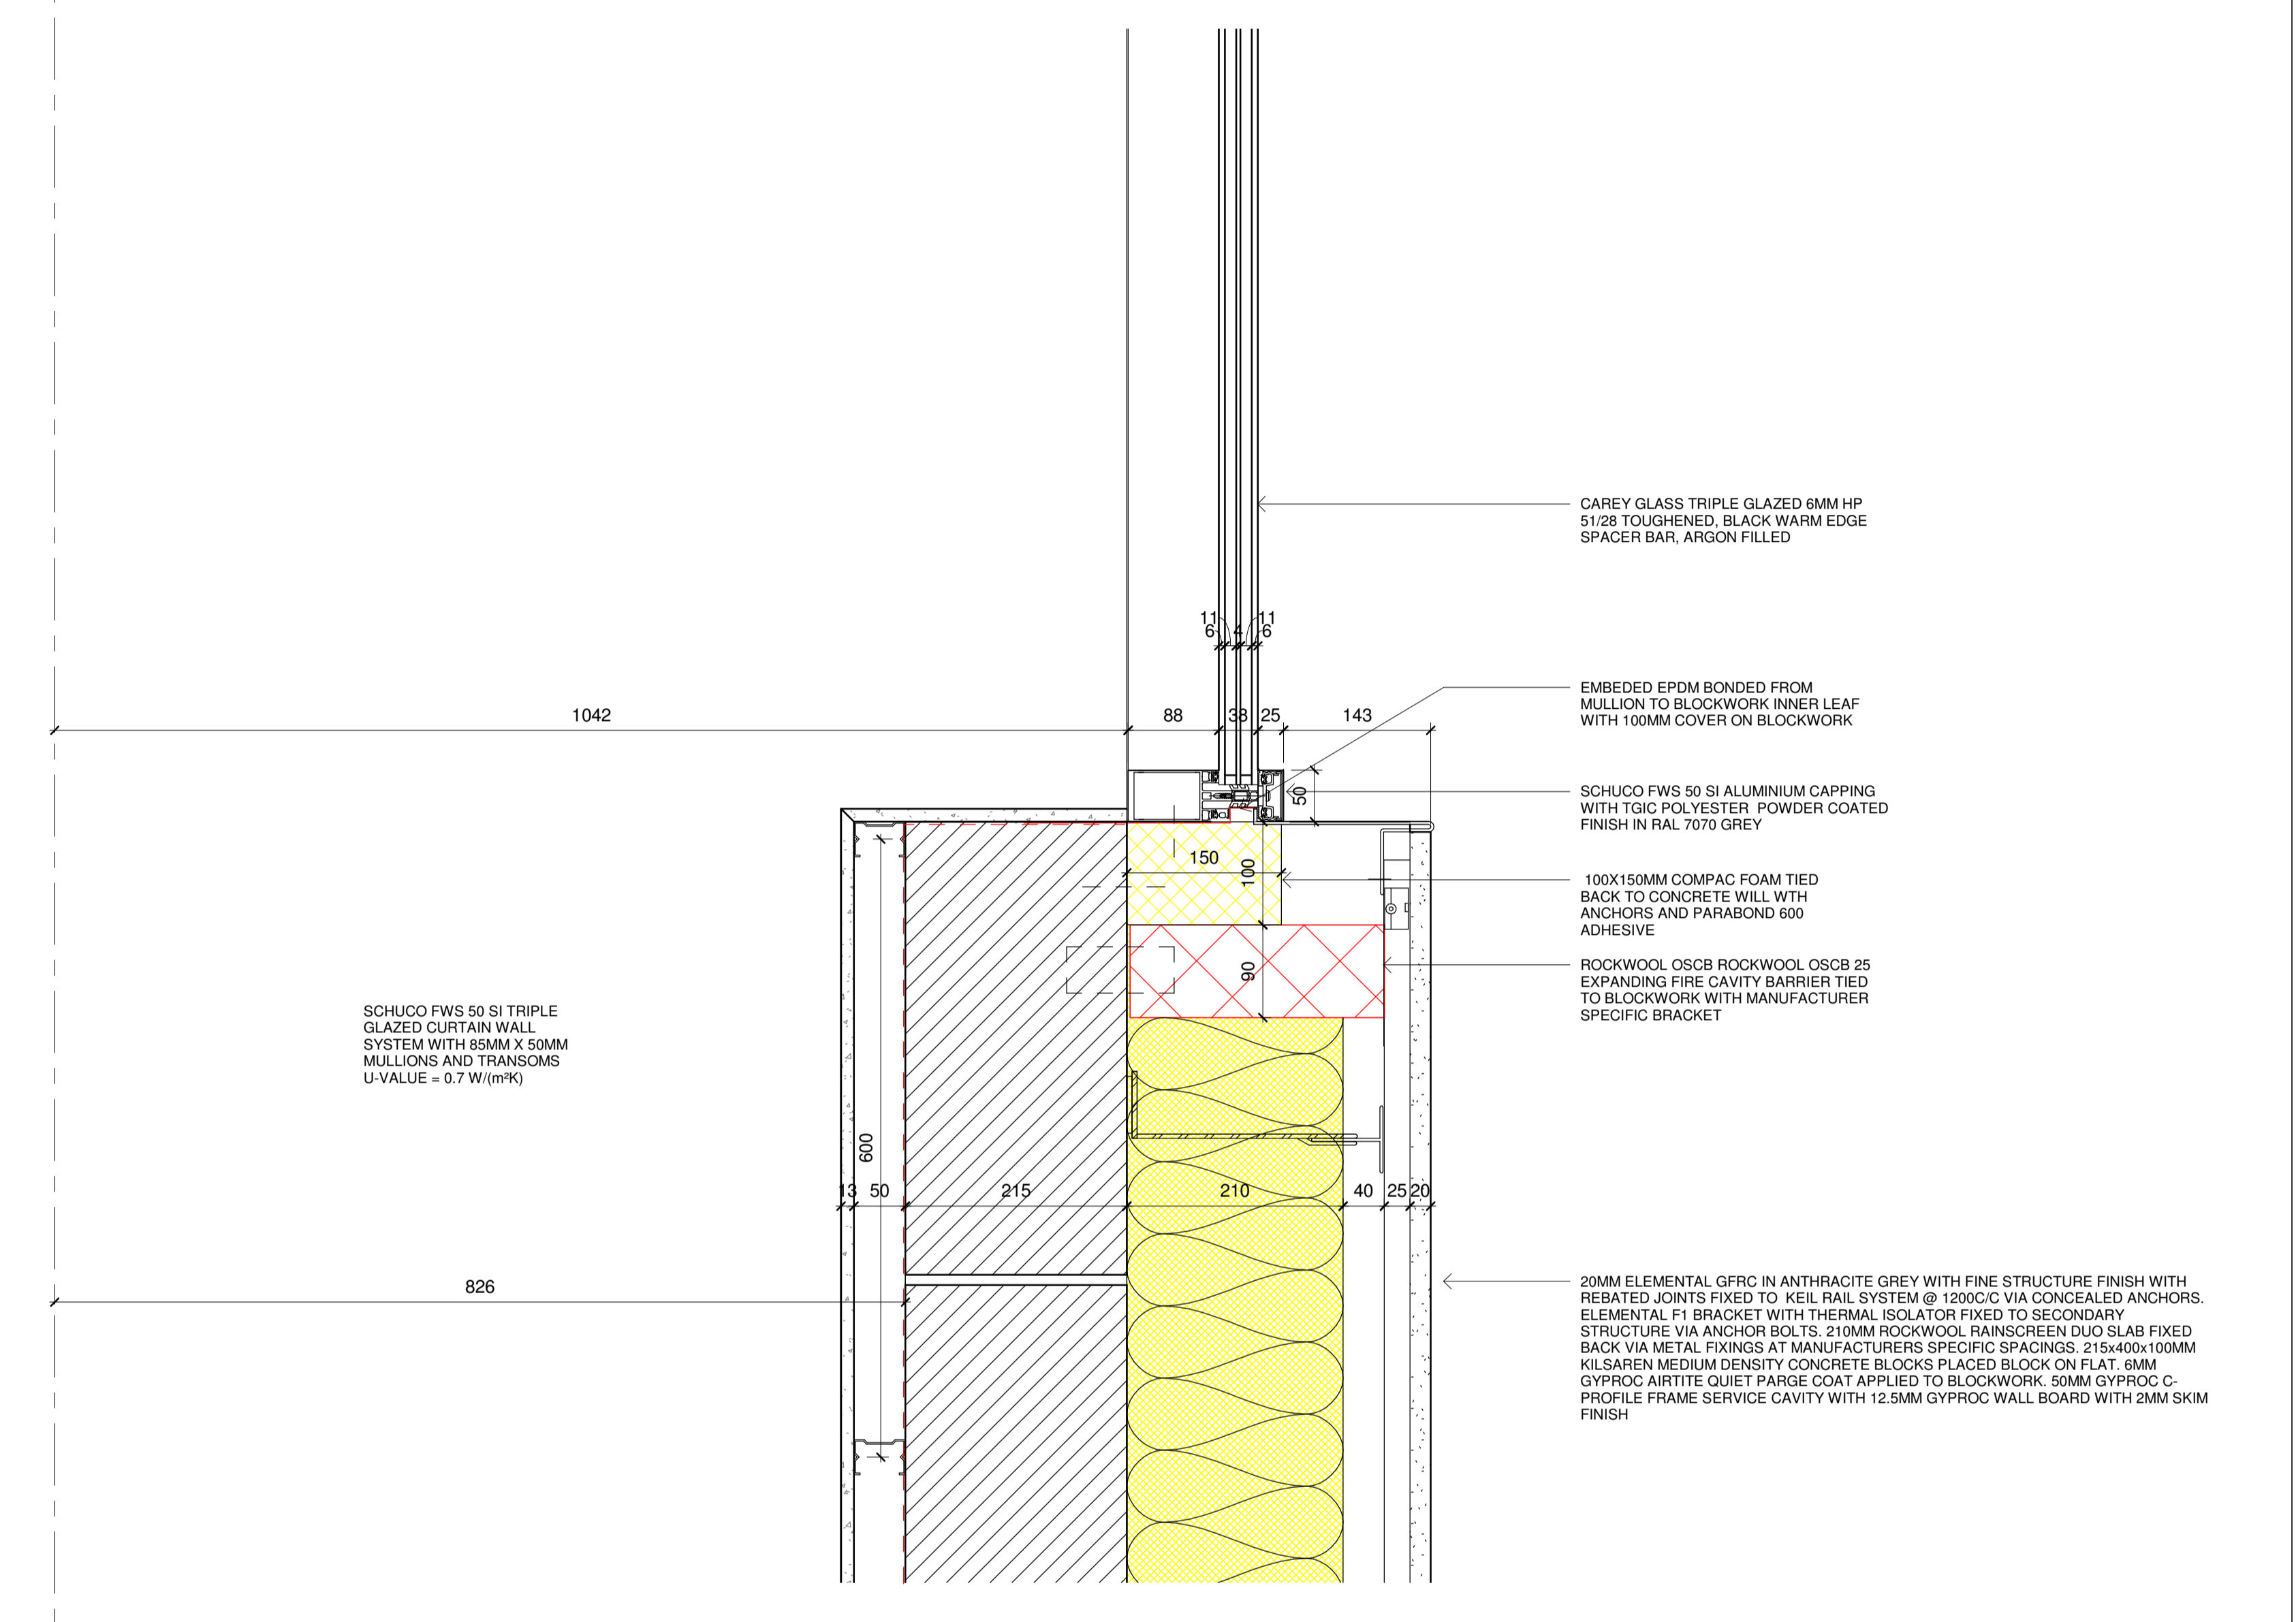 CAREY GLASS TRIPLE GLAZED 6MM HP
51/28 TOUGHENED, BLACK WARM EDGE
SPACER BAR, ARGON FILLED
11
11
6
4
6
1042
88
38
25
143
EMBEDED EPDM BONDED FROM
MULLION TO BLOCKWORK INNER LEAF
WITH 100MM COVER ON BLOCKWORK
50
SCHUCO FWS 50 SI ALUMINIUM CAPPING
WITH TGIC POLYESTER POWDER COATED
FINISH IN RAL 7070 GREY
150
100
100X150MM COMPAC FOAM TIED
BACK TO CONCRETE WILL WTH
ANCHORS AND PARABOND 600
ADHESIVE
90
ROCKWOOL OSCB ROCKWOOL OSCB 25
EXPANDING FIRE CAVITY BARRIER TIED
TO BLOCKWORK WITH MANUFACTURER
SPECIFIC BRACKET
SCHUCO FWS 50 SI TRIPLE
GLAZED CURTAIN WALL
SYSTEM WITH 85MM X 50MM
MULLIONS AND TRANSOMS
U-VALUE = 0.7 W/(m²K)
600
13
50
215
210
40
25
20
826
20MM ELEMENTAL GFRC IN ANTHRACITE GREY WITH FINE STRUCTURE FINISH WITH
REBATED JOINTS FIXED TO KEIL RAIL SYSTEM @ 1200C/C VIA CONCEALED ANCHORS.
ELEMENTAL F1 BRACKET WITH THERMAL ISOLATOR FIXED TO SECONDARY
STRUCTURE VIA ANCHOR BOLTS. 210MM ROCKWOOL RAINSCREEN DUO SLAB FIXED
BACK VIA METAL FIXINGS AT MANUFACTURERS SPECIFIC SPACINGS. 215x400x100MM
KILSAREN MEDIUM DENSITY CONCRETE BLOCKS PLACED BLOCK ON FLAT. 6MM
GYPROC AIRTITE QUIET PARGE COAT APPLIED TO BLOCKWORK. 50MM GYPROC C-
PROFILE FRAME SERVICE CAVITY WITH 12.5MM GYPROC WALL BOARD WITH 2MM SKIM
FINISH